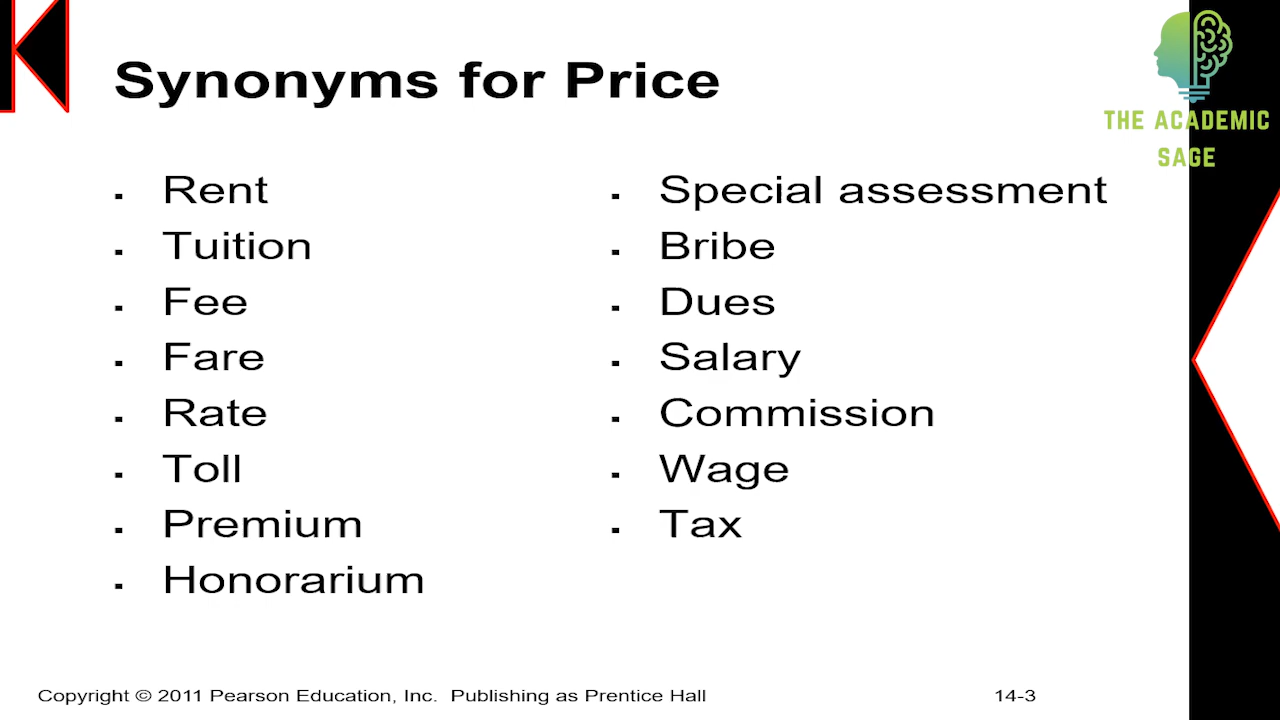 Synonyms for Price
THE ACADEMIC
SAGE
▪ Rent
▪ Tuition
▪ Fee
▪ Fare
▪ Rate
▪ Toll
▪ Premium
▪ Honorarium
▪ Special assessment
▪ Bribe
▪ Dues
▪ Salary
▪ Commission
▪ Wage
▪ Tax
Copyright © 2011 Pearson Education, Inc. Publishing as Prentice Hall
14-3